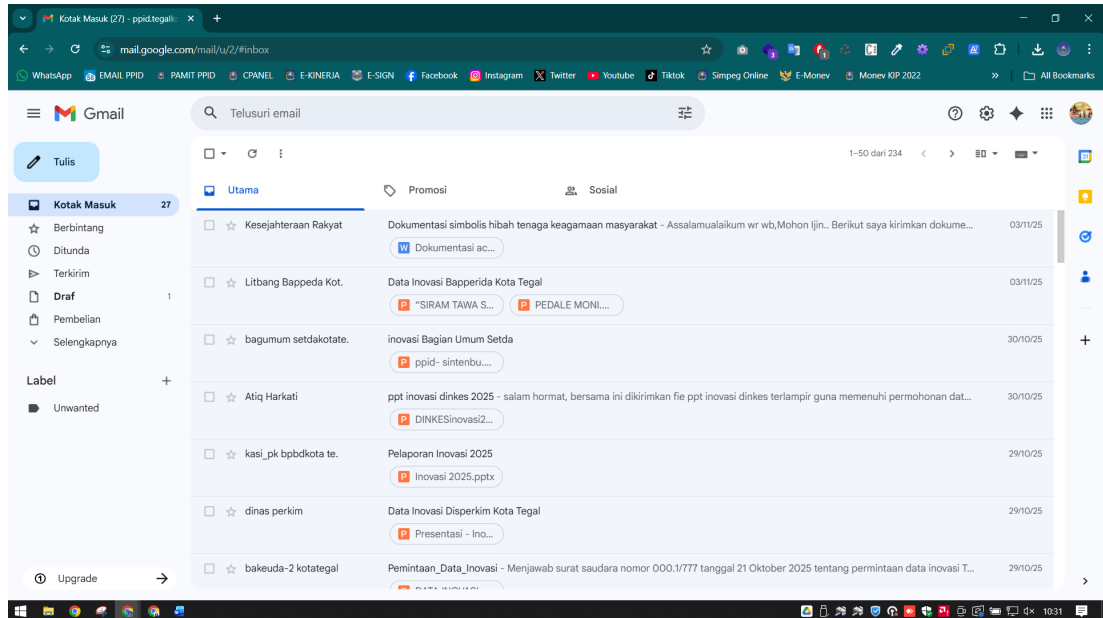 Kotak Masuk (27) - ppid.tegalko
mail.google.com/mail/u/2/#inbox
WhatsApp EMAIL PPID PAMIT PPID CPANEL E-KINERJA E-SIGN Facebook Instagram Twitter Youtube Tiktok Simpeg Online E-Monev Monev KIP 2022 » All Bookmarks
Gmail
Telusuri email
Tulis
1–50 dari 234
Utama Promosi Sosial
Kotak Masuk 27
Berbintang
Ditunda
Terkirim
Draf 1
Pembelian
Selengkapnya
Label
Unwanted
Upgrade
Kesejahteraan Rakyat Dokumentasi simbolis hibah tenaga keagamaan masyarakat - Assalamualaikum wr wb,Mohon Ijin.. Berikut saya kirimkan dokume... 03/11/25
W Dokumentasi ac...
Litbang Bappeda Kot. Data Inovasi Bapperida Kota Tegal 03/11/25
P "SIRAM TAWA S... P PEDALE MONI....
bagumum setdakotate. inovasi Bagian Umum Setda 30/10/25
P ppid- sintenbu....
Atiq Harkati ppt inovasi dinkes 2025 - salam hormat, bersama ini dikirimkan fie ppt inovasi dinkes terlampir guna memenuhi permohonan dat... 30/10/25
P DINKESinovasi2...
kasi_pk bpbdkota te. Pelaporan Inovasi 2025 29/10/25
P Inovasi 2025.pptx
dinas perkim Data Inovasi Disperkim Kota Tegal 29/10/25
P Presentasi - Ino...
bakeuda-2 kotategal Pemintaan_Data_Inovasi - Menjawab surat saudara nomor 000.1/777 tanggal 21 Oktober 2025 tentang permintaan data inovasi T... 29/10/25
10:31